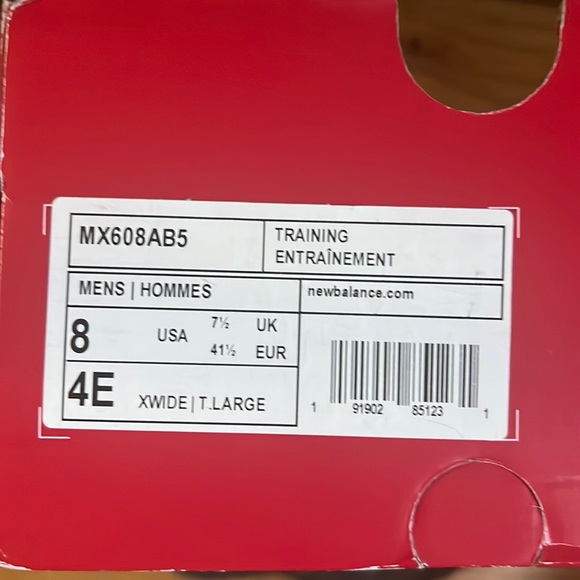 MX608AB5
TRAINING
ENTRAÎNEMENT
MENS | HOMMES
newbalance.com
8 USA 7½ UK
41½ EUR
4E XWIDE | T.LARGE
1 91902 85123 1